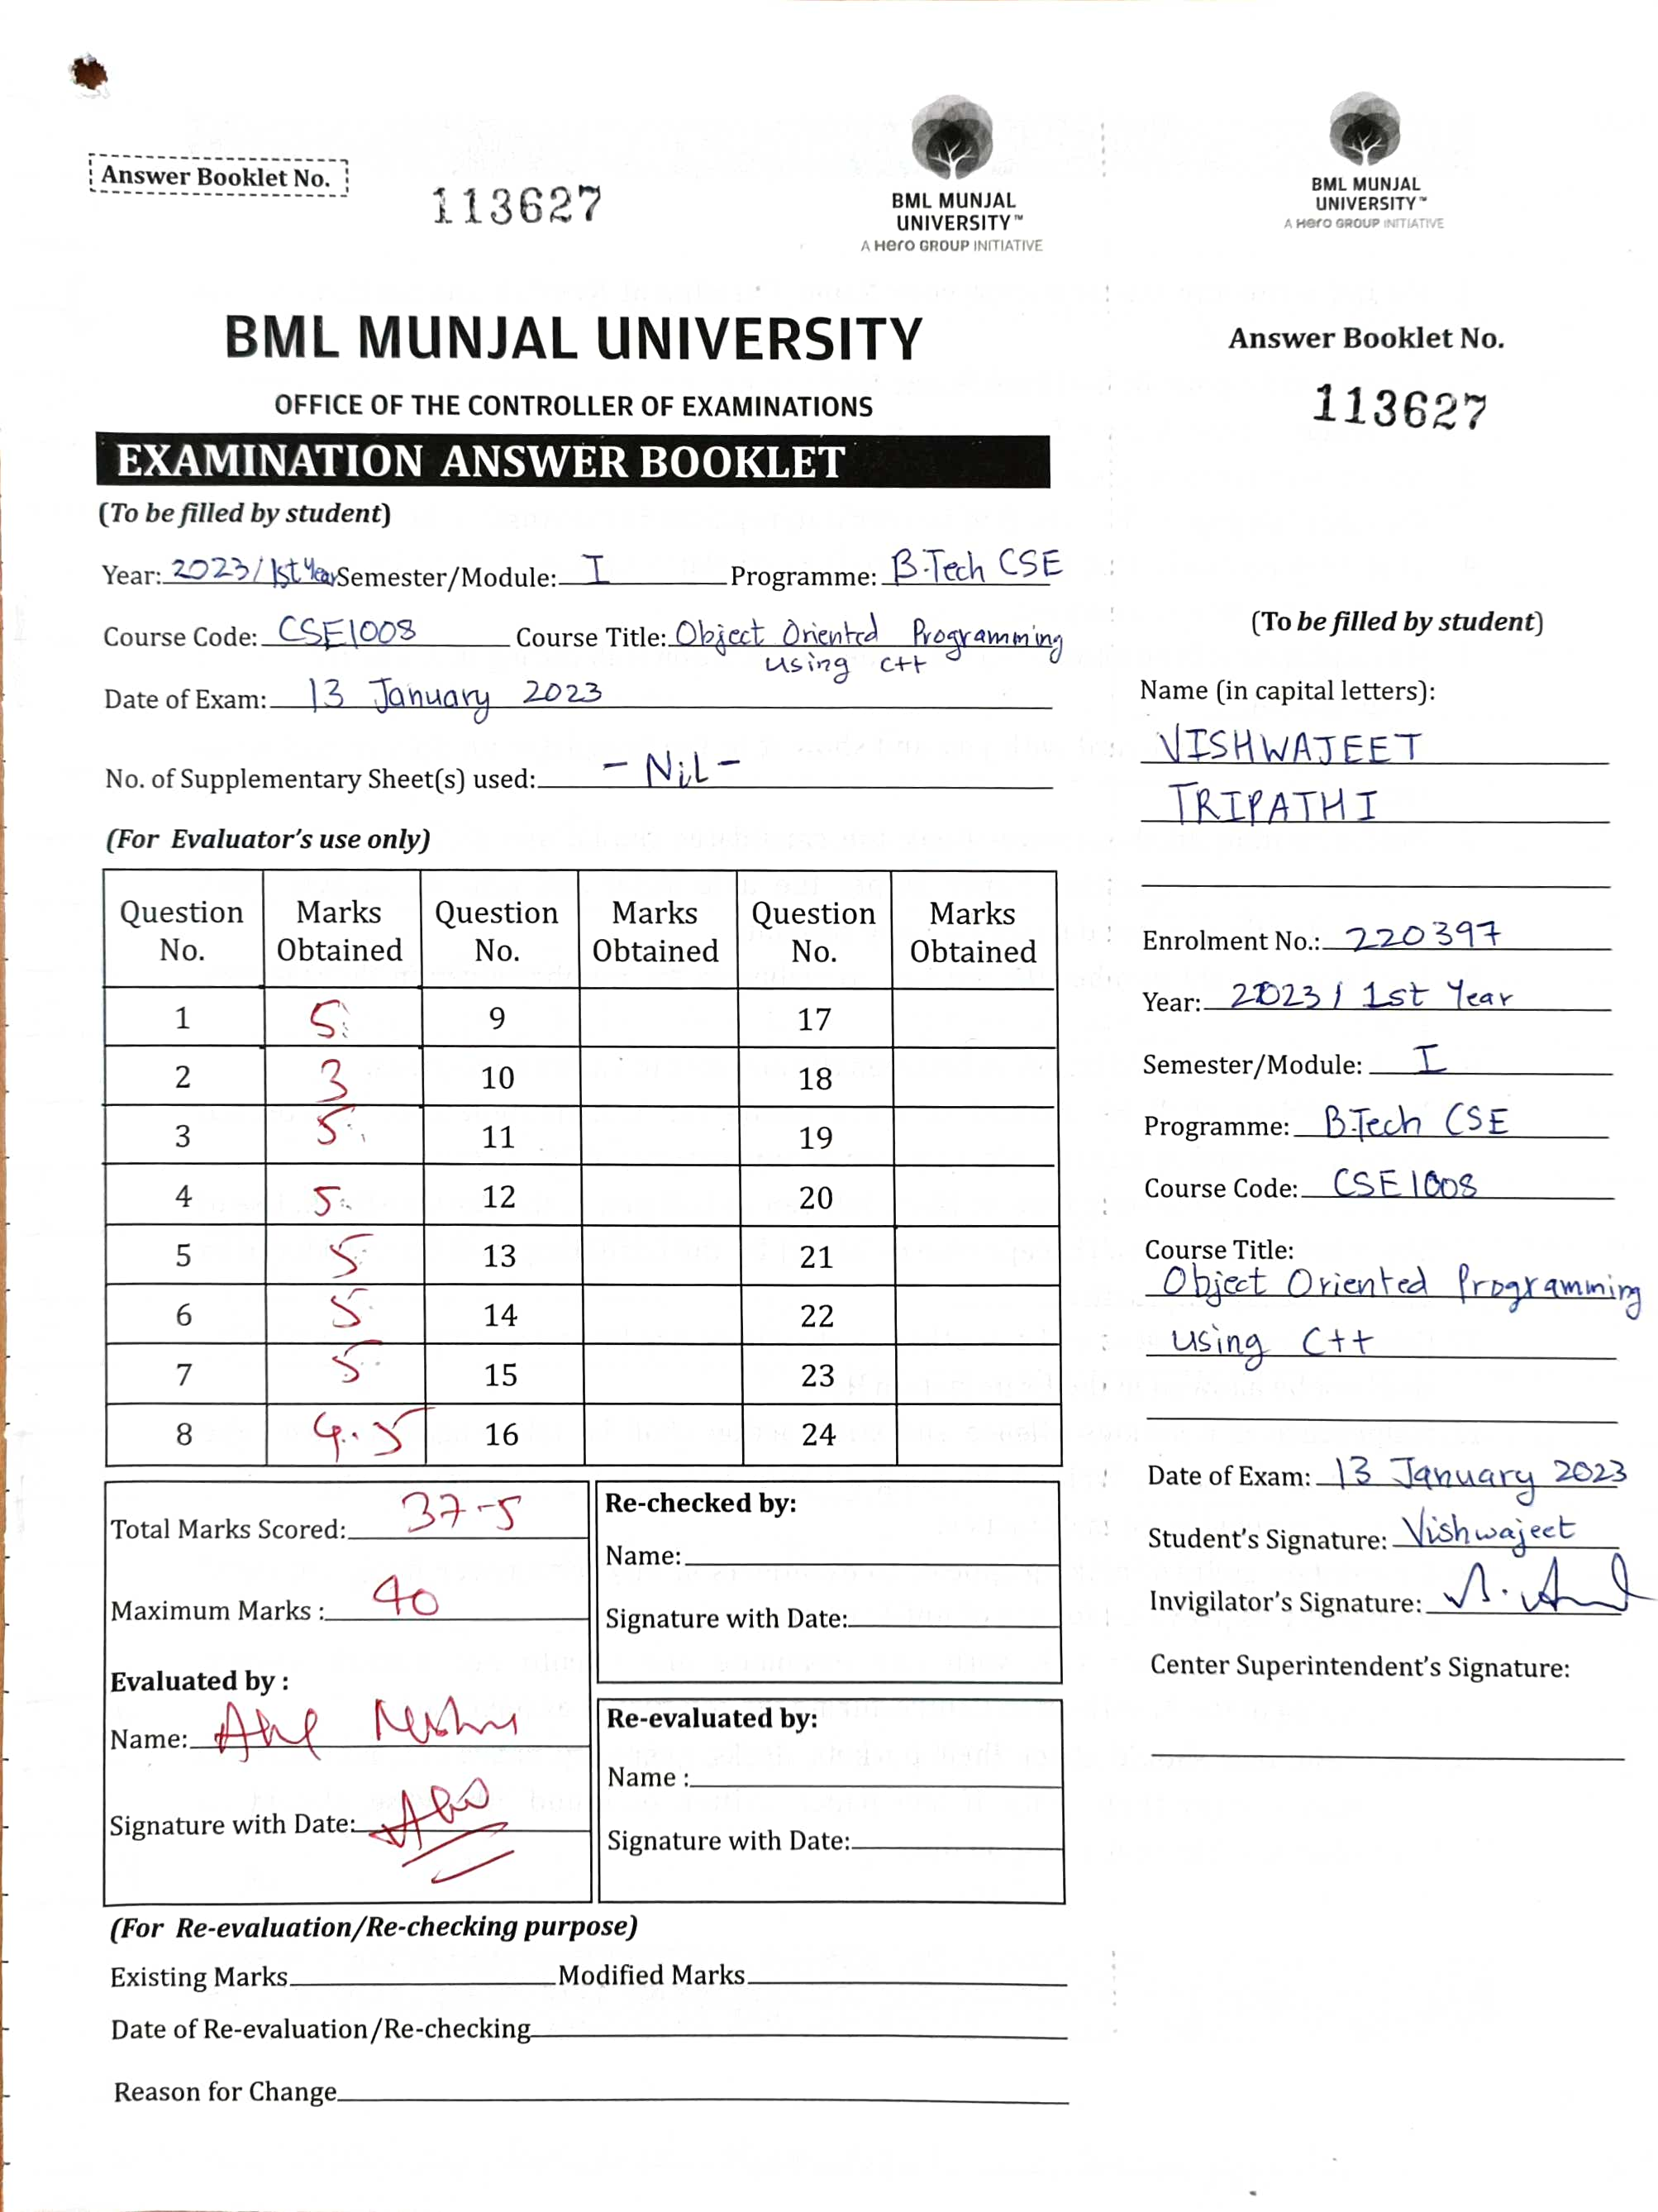 Answer Booklet No.
113627
BML MUNJAL
UNIVERSITY™
A Hero GROUP INITIATIVE
BML MUNJAL UNIVERSITY
OFFICE OF THE CONTROLLER OF EXAMINATIONS
EXAMINATION ANSWER BOOKLET
(To be filled by student)
Year: 2023/1st Year Semester/Module: I Programme: B.Tech CSE
Course Code: CSE1008 Course Title: Object Oriented Programming
using C++
Date of Exam: 13 January 2023
No. of Supplementary Sheet(s) used: - NiL -
(For Evaluator's use only)
Question No. Marks Obtained Question No. Marks Obtained Question No. Marks Obtained
1 5 9 17
2 3 10 18
3 5 11 19
4 5 12 20
5 5 13 21
6 5 14 22
7 5 15 23
8 4.5 16 24
Total Marks Scored: 37-5
Maximum Marks : 40
Evaluated by :
Name:
Signature with Date:
Re-checked by:
Name:
Signature with Date:
Re-evaluated by:
Name :
Signature with Date:
(For Re-evaluation/Re-checking purpose)
Existing Marks Modified Marks
Date of Re-evaluation/Re-checking
Reason for Change
BML MUNJAL
UNIVERSITY™
A Hero GROUP INITIATIVE
Answer Booklet No.
113627
(To be filled by student)
Name (in capital letters):
VISHWAJEET
TRIPATHI
Enrolment No.: 220397
Year: 2023/ 1st Year
Semester/Module: I
Programme: B.Tech CSE
Course Code: CSE1008
Course Title:
Object Oriented Programming
using C++
Date of Exam: 13 January 2023
Student's Signature: Vishwajeet
Invigilator's Signature:
Center Superintendent's Signature: